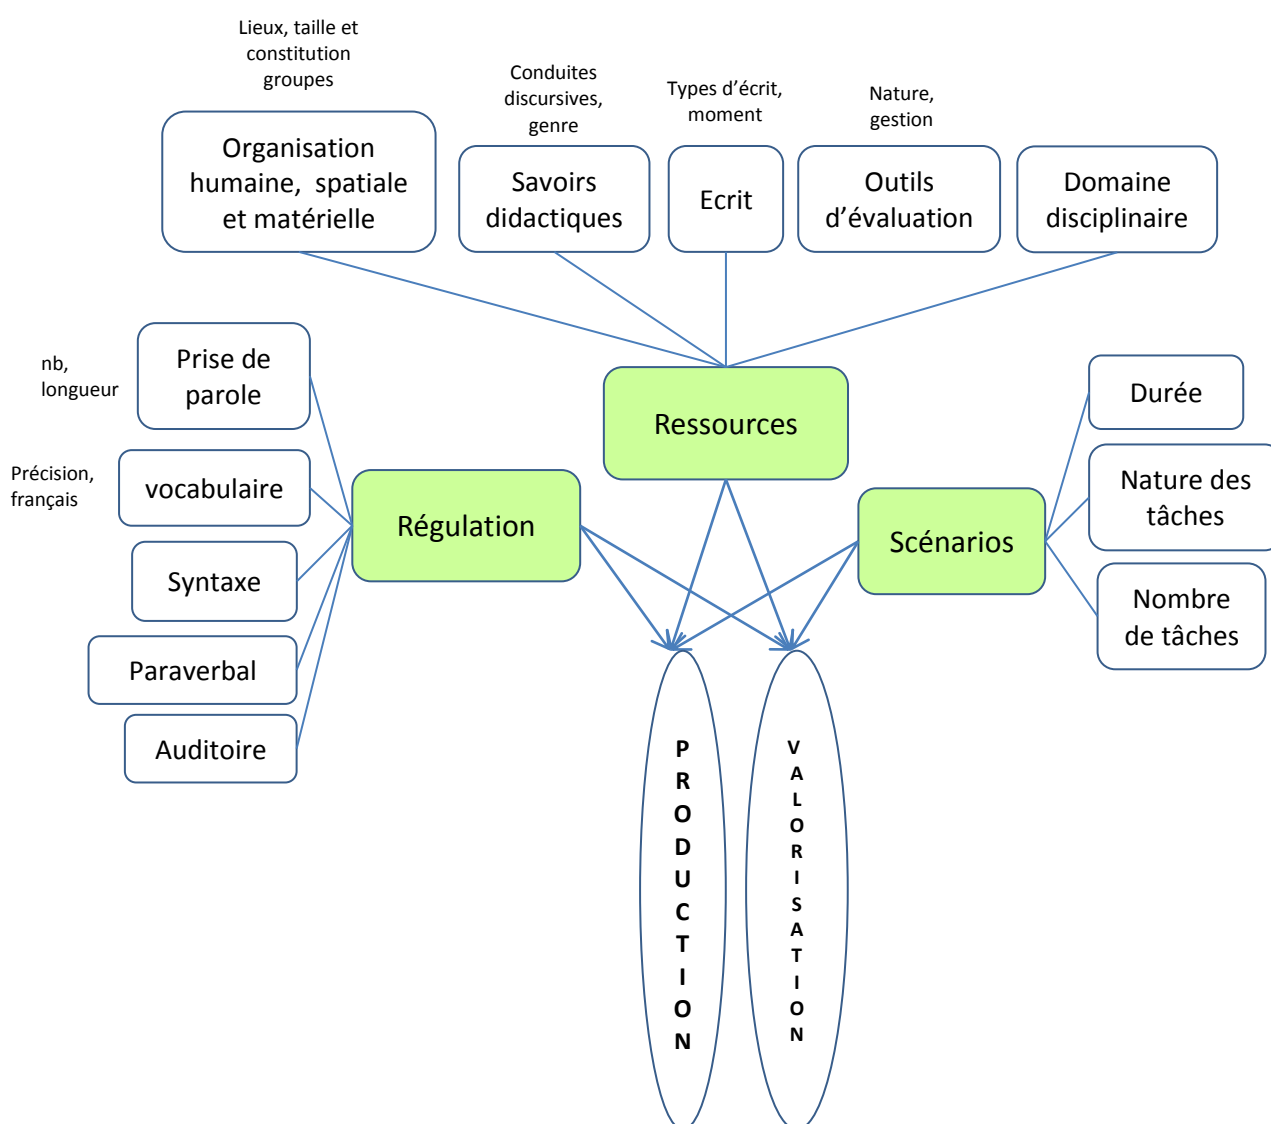 Lieux, taille et
constitution
groupes
Conduites
discursives,
genre
Types d’écrit,
moment
Nature,
gestion
Organisation
humaine, spatiale
et matérielle
Savoirs
didactiques
Ecrit
Outils
d’évaluation
Domaine
disciplinaire
nb,
longueur
Prise de
parole
Ressources
Durée
Précision,
français
vocabulaire
Régulation
Scénarios
Nature des
tâches
Syntaxe
Nombre
de tâches
Paraverbal
Auditoire
PRODUCTION
VALORISATION